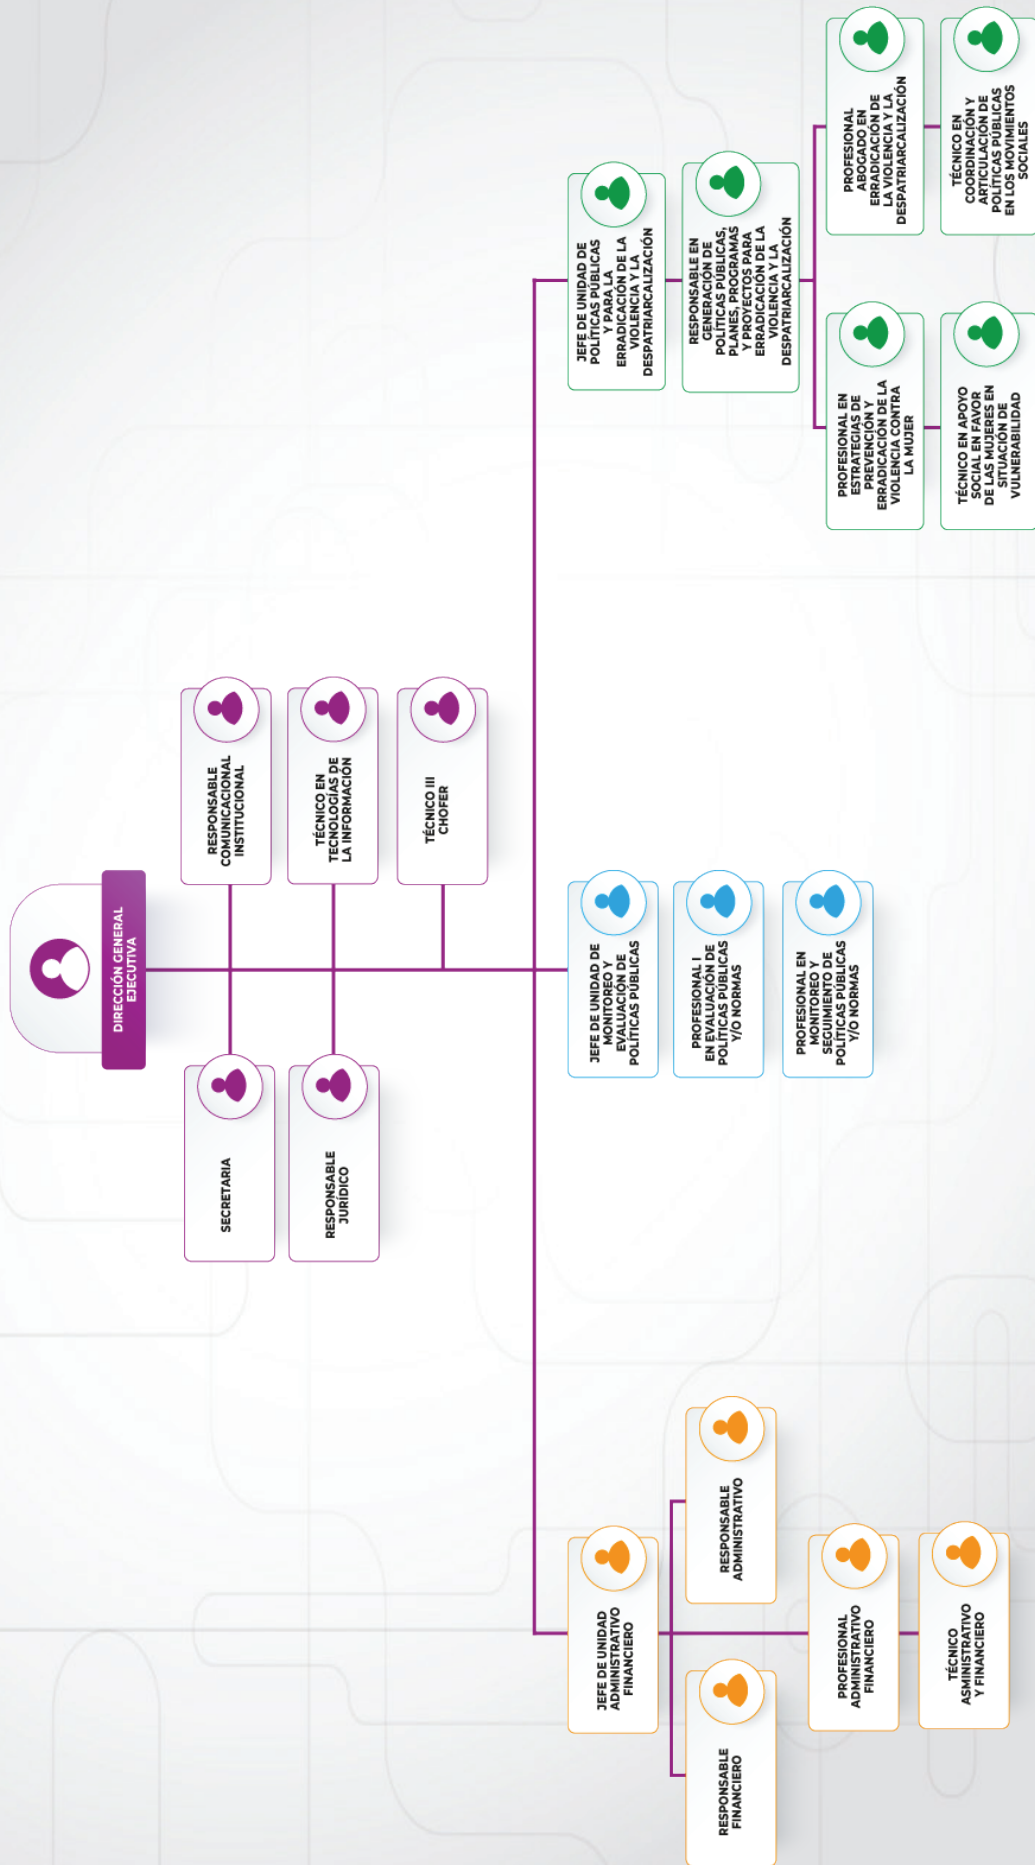 DIRECCIÓN GENERAL
EJECUTIVA
SECRETARIA
RESPONSABLE
COMUNICACIONAL
INSTITUCIONAL
RESPONSABLE
JURÍDICO
TÉCNICO EN
TECNOLOGÍAS DE
LA INFORMACIÓN
TÉCNICO III
CHOFER
JEFE DE UNIDAD
ADMINISTRATIVO
FINANCIERO
RESPONSABLE
FINANCIERO
RESPONSABLE
ADMINISTRATIVO
PROFESIONAL
ADMINISTRATIVO
FINANCIERO
TÉCNICO
ASMINISTRATIVO
Y FINANCIERO
JEFE DE UNIDAD DE
MONITOREO Y
EVALUACIÓN DE
POLÍTICAS PÚBLICAS
PROFESIONAL I
EN EVALUACIÓN DE
POLÍTICAS PÚBLICAS
Y/O NORMAS
PROFESIONAL EN
MONITOREO Y
SEGUIMIENTO DE
POLÍTICAS PÚBLICAS
Y/O NORMAS
JEFE DE UNIDAD DE
POLÍTICAS PÚBLICAS
Y PARA LA
ERRADICACIÓN DE LA
VIOLENCIA Y LA
DESPATRIARCALIZACIÓN
RESPONSABLE EN
GENERACIÓN DE
POLÍTICAS PÚBLICAS,
PLANES, PROGRAMAS
Y PROYECTOS PARA
ERRADICACIÓN DE LA
VIOLENCIA Y LA
DESPATRIARCALIZACIÓN
PROFESIONAL EN
ESTRATEGIAS DE
PREVENCIÓN Y
ERRADICACIÓN DE LA
VIOLENCIA CONTRA
LA MUJER
TÉCNICO EN APOYO
SOCIAL EN FAVOR
DE LAS MUJERES EN
SITUACIÓN DE
VULNERABILIDAD
PROFESIONAL
ABOGADO EN
ERRADICACIÓN DE
LA VIOLENCIA Y LA
DESPATRIARCALIZACIÓN
TÉCNICO EN
COORDINACIÓN Y
ARTICULACIÓN DE
POLÍTICAS PÚBLICAS
EN LOS MOVIMIENTOS
SOCIALES